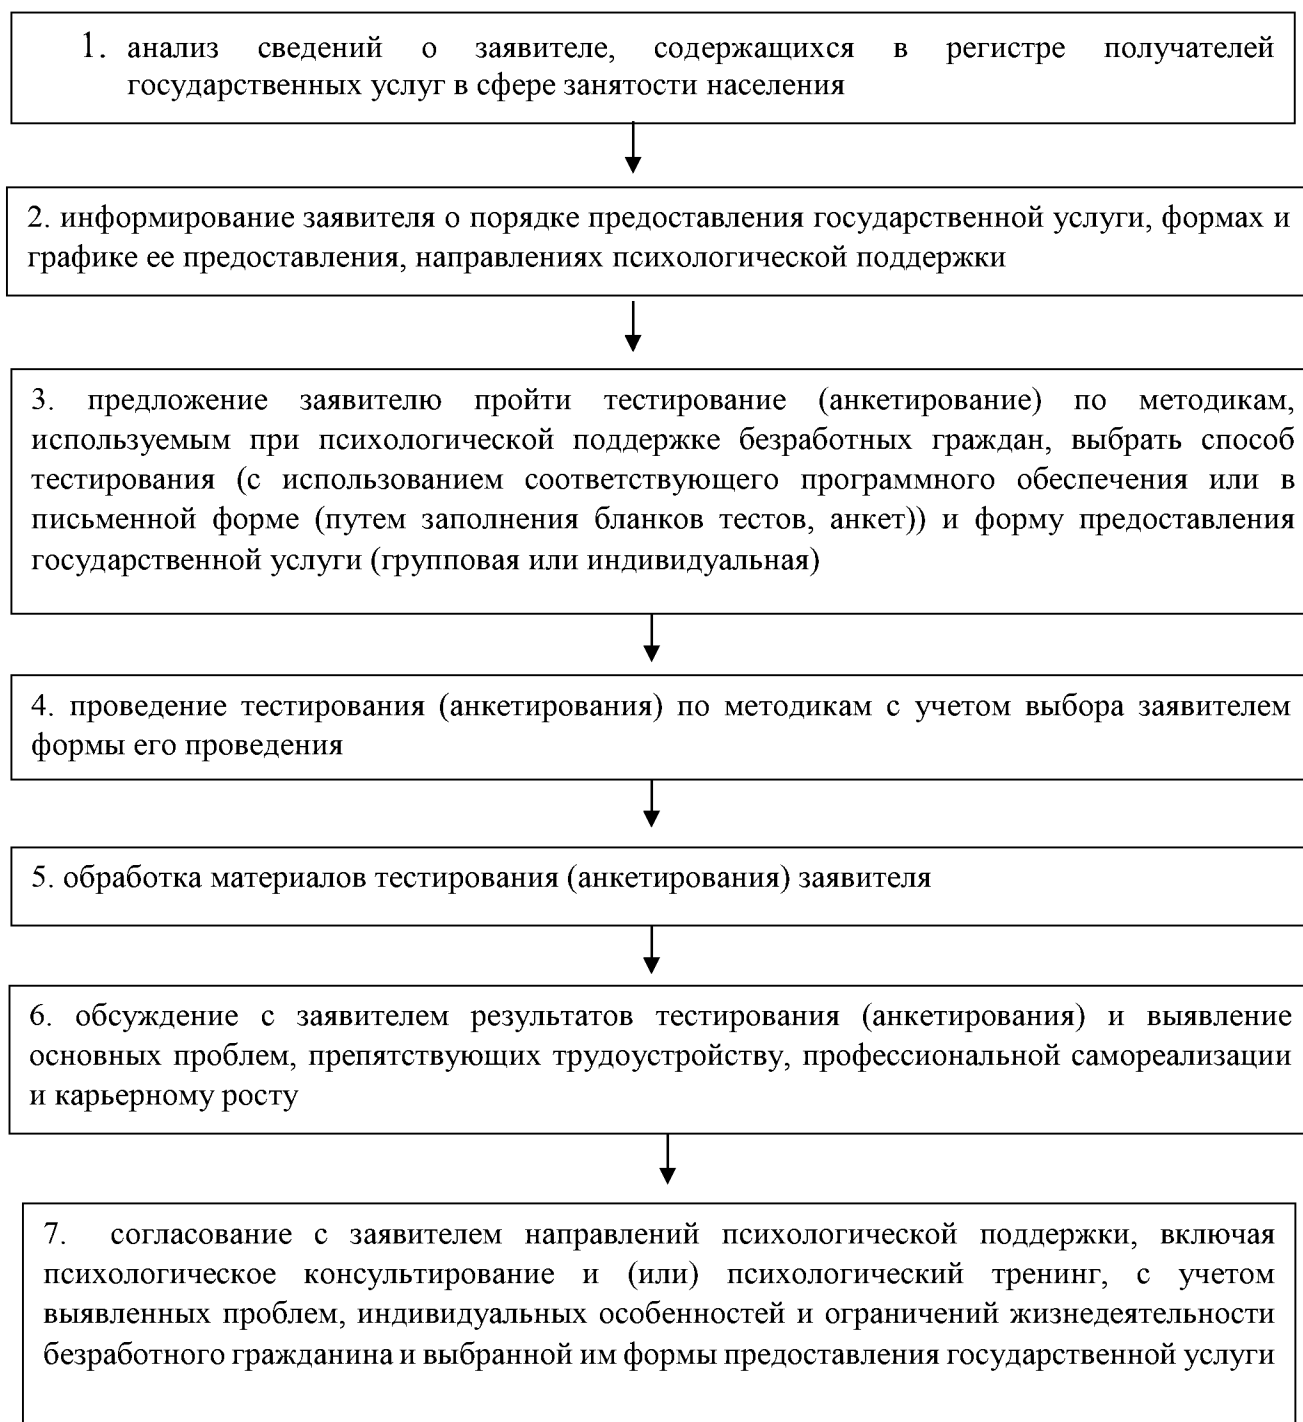 1. анализ сведений о заявителе, содержащихся в регистре получателей
государственных услуг в сфере занятости населения
2. информирование заявителя о порядке предоставления государственной услуги, формах и
графике ее предоставления, направлениях психологической поддержки
3. предложение заявителю пройти тестирование (анкетирование) по методикам,
используемым при психологической поддержке безработных граждан, выбрать способ
тестирования (с использованием соответствующего программного обеспечения или в
письменной форме (путем заполнения бланков тестов, анкет)) и форму предоставления
государственной услуги (групповая или индивидуальная)
4. проведение тестирования (анкетирования) по методикам с учетом выбора заявителем
формы его проведения
5. обработка материалов тестирования (анкетирования) заявителя
6. обсуждение с заявителем результатов тестирования (анкетирования) и выявление
основных проблем, препятствующих трудоустройству, профессиональной самореализации
и карьерному росту
7. согласование с заявителем направлений психологической поддержки, включая
психологическое консультирование и (или) психологический тренинг, с учетом
выявленных проблем, индивидуальных особенностей и ограничений жизнедеятельности
безработного гражданина и выбранной им формы предоставления государственной услуги